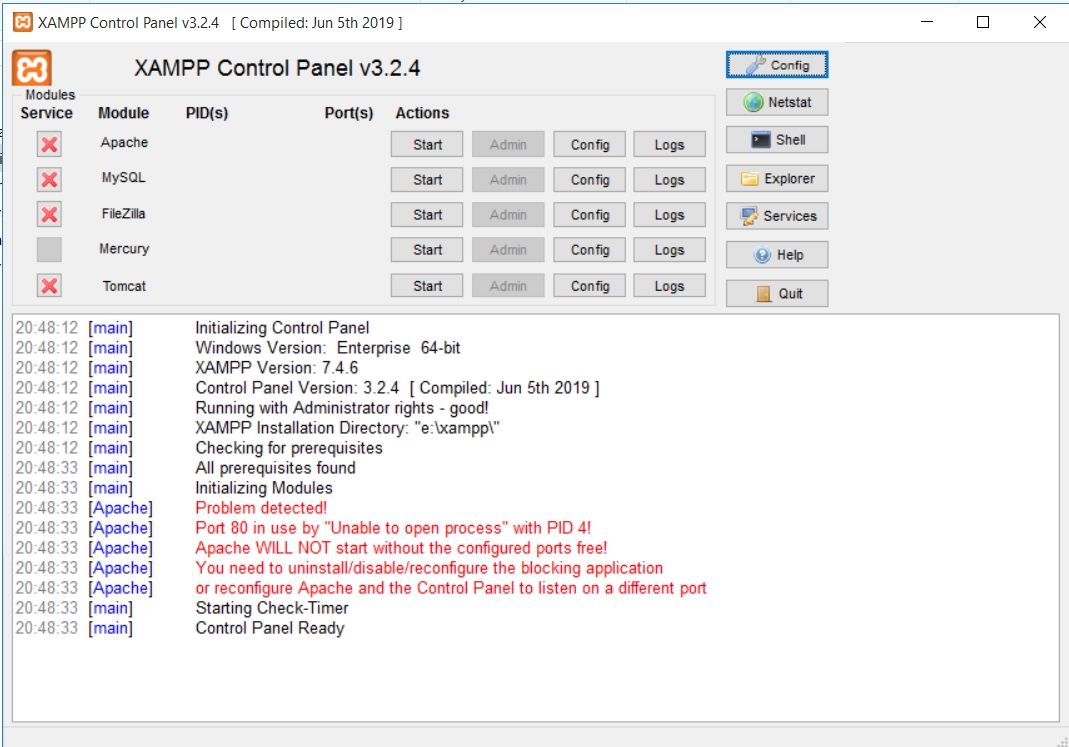 XAMPP Control Panel v3.2.4 [ Compiled: Jun 5th 2019 ]
XAMPP Control Panel v3.2.4
Config
Modules
Service Module PID(s) Port(s) Actions
Netstat
Apache Start Admin Config Logs
Shell
MySQL Start Admin Config Logs
Explorer
FileZilla Start Admin Config Logs
Services
Mercury Start Admin Config Logs
Help
Tomcat Start Admin Config Logs
Quit
20:48:12 [main] Initializing Control Panel
20:48:12 [main] Windows Version: Enterprise 64-bit
20:48:12 [main] XAMPP Version: 7.4.6
20:48:12 [main] Control Panel Version: 3.2.4 [ Compiled: Jun 5th 2019 ]
20:48:12 [main] Running with Administrator rights - good!
20:48:12 [main] XAMPP Installation Directory: "e:\xampp\"
20:48:12 [main] Checking for prerequisites
20:48:33 [main] All prerequisites found
20:48:33 [main] Initializing Modules
20:48:33 [Apache] Problem detected!
20:48:33 [Apache] Port 80 in use by "Unable to open process" with PID 4!
20:48:33 [Apache] Apache WILL NOT start without the configured ports free!
20:48:33 [Apache] You need to uninstall/disable/reconfigure the blocking application
20:48:33 [Apache] or reconfigure Apache and the Control Panel to listen on a different port
20:48:33 [main] Starting Check-Timer
20:48:33 [main] Control Panel Ready